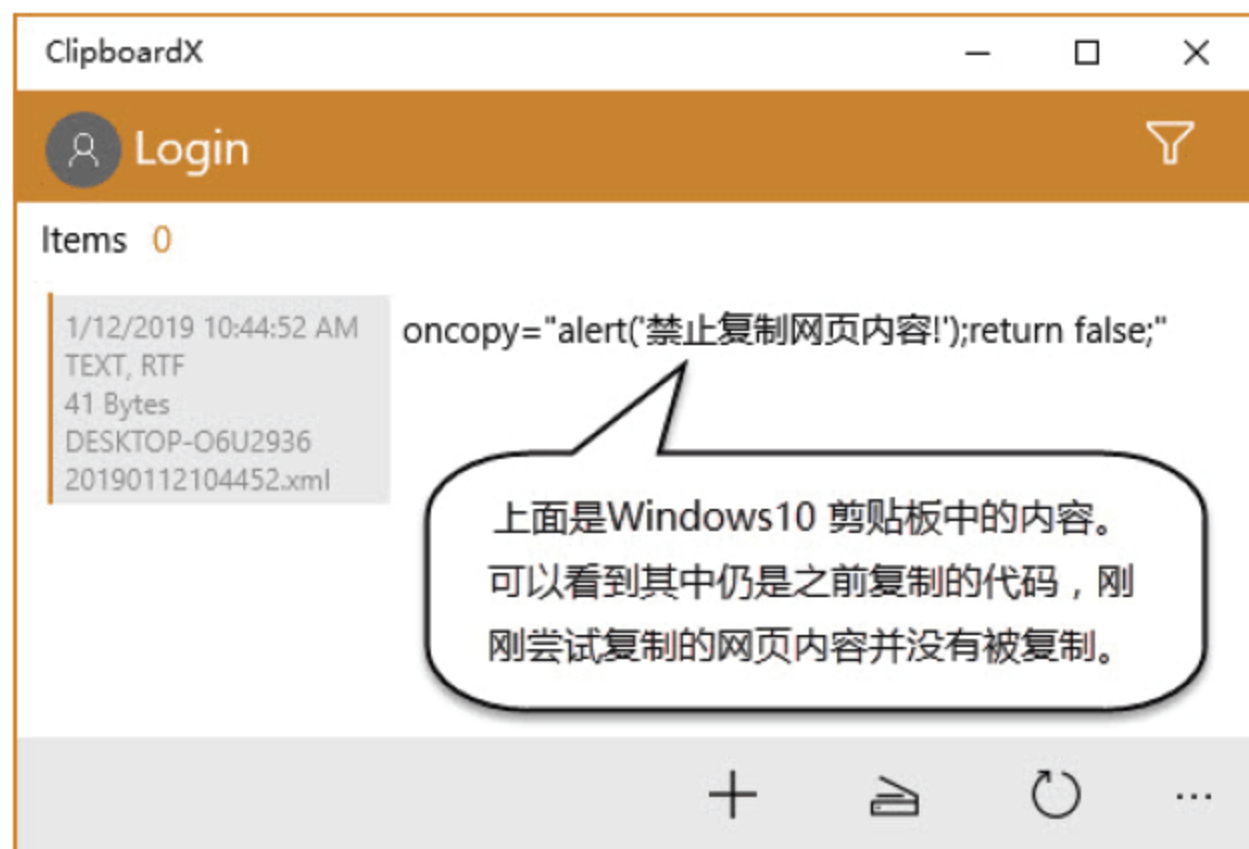 ClipboardX
Login
Items 0
1/12/2019 10:44:52 AM
TEXT, RTF
41 Bytes
DESKTOP-O6U2936
20190112104452.xml
oncopy="alert('禁止复制网页内容!');return false;"
上面是Windows10 剪贴板中的内容。
可以看到其中仍是之前复制的代码，刚
刚尝试复制的网页内容并没有被复制。